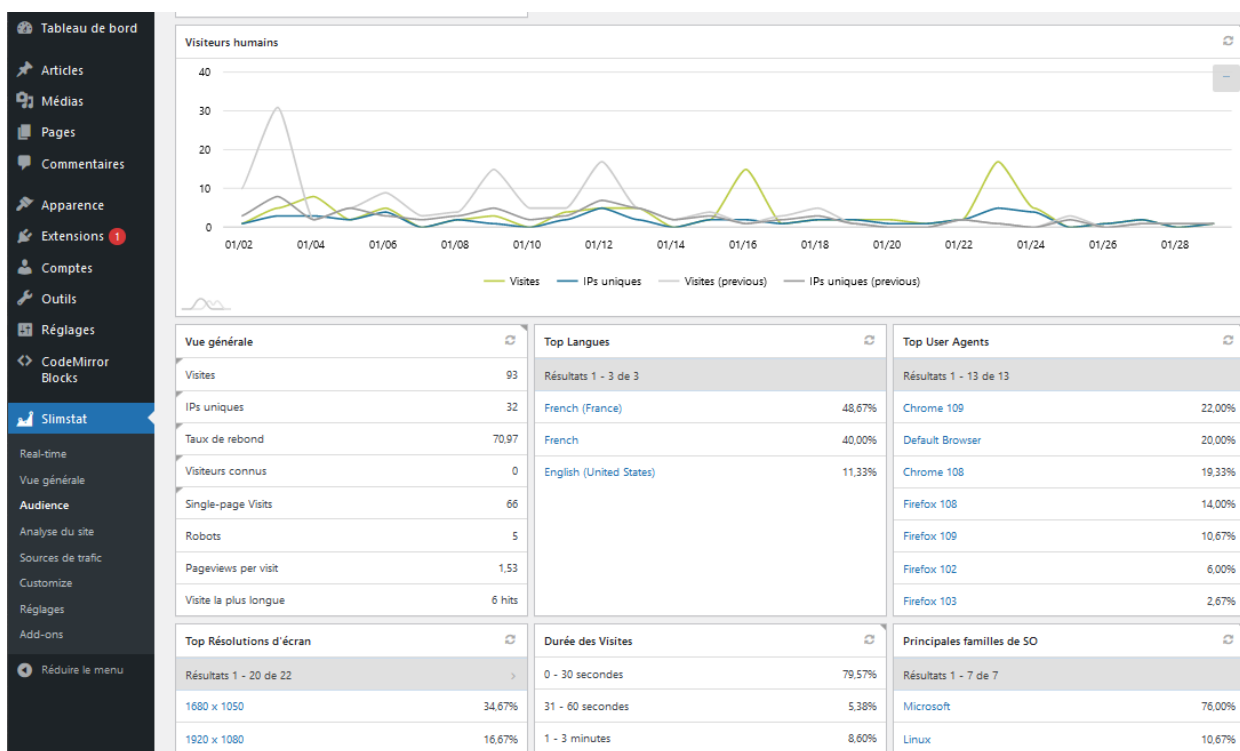 Tableau de bord
Articles
Médias
Pages
Commentaires
Apparence
Extensions 1
Comptes
Outils
Réglages
CodeMirror
Blocks
Slimstat
Real-time
Vue générale
Audience
Analyse du site
Sources de trafic
Customize
Réglages
Add-ons
Réduire le menu
Visiteurs humains
40
30
20
10
0
01/02 01/04 01/06 01/08 01/10 01/12 01/14 01/16 01/18 01/20 01/22 01/24 01/26 01/28
Visites IPs uniques Visites (previous) IPs uniques (previous)
Vue générale
Visites 93
IPs uniques 32
Taux de rebond 70,97
Visiteurs connus 0
Single-page Visits 66
Robots 5
Pageviews per visit 1,53
Visite la plus longue 6 hits
Top Langues
Résultats 1 - 3 de 3
French (France) 48,67%
French 40,00%
English (United States) 11,33%
Top User Agents
Résultats 1 - 13 de 13
Chrome 109 22,00%
Default Browser 20,00%
Chrome 108 19,33%
Firefox 108 14,00%
Firefox 109 10,67%
Firefox 102 6,00%
Firefox 103 2,67%
Top Résolutions d'écran
Résultats 1 - 20 de 22
1680 x 1050 34,67%
1920 x 1080 16,67%
Durée des Visites
0 - 30 secondes 79,57%
31 - 60 secondes 5,38%
1 - 3 minutes 8,60%
Principales familles de SO
Résultats 1 - 7 de 7
Microsoft 76,00%
Linux 10,67%